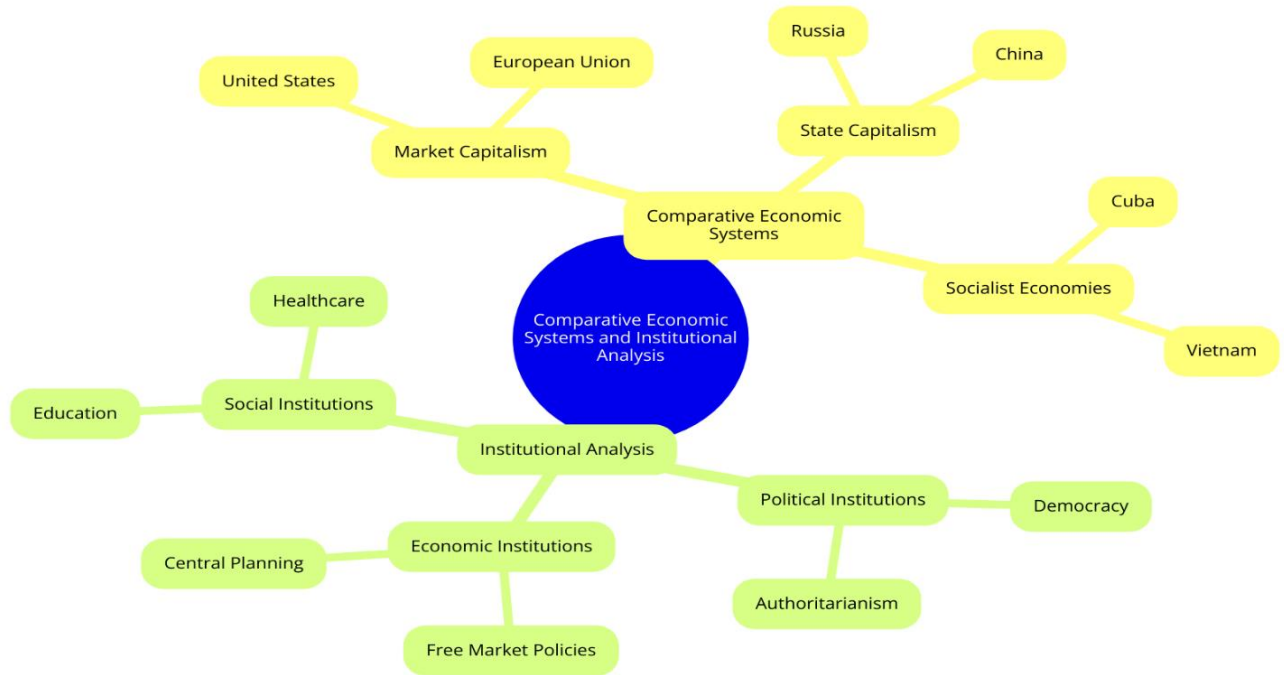 Russia
China
European Union
United States
State Capitalism
Market Capitalism
Cuba
Comparative Economic
Systems
Socialist Economies
Healthcare
Comparative Economic
Systems and Institutional
Analysis
Vietnam
Social Institutions
Education
Institutional Analysis
Political Institutions
Democracy
Economic Institutions
Central Planning
Authoritarianism
Free Market Policies